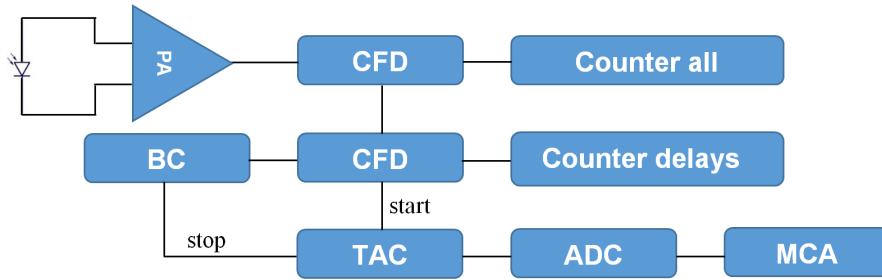 PA
CFD
Counter all
BC
CFD
Counter delays
start
stop
TAC
ADC
MCA